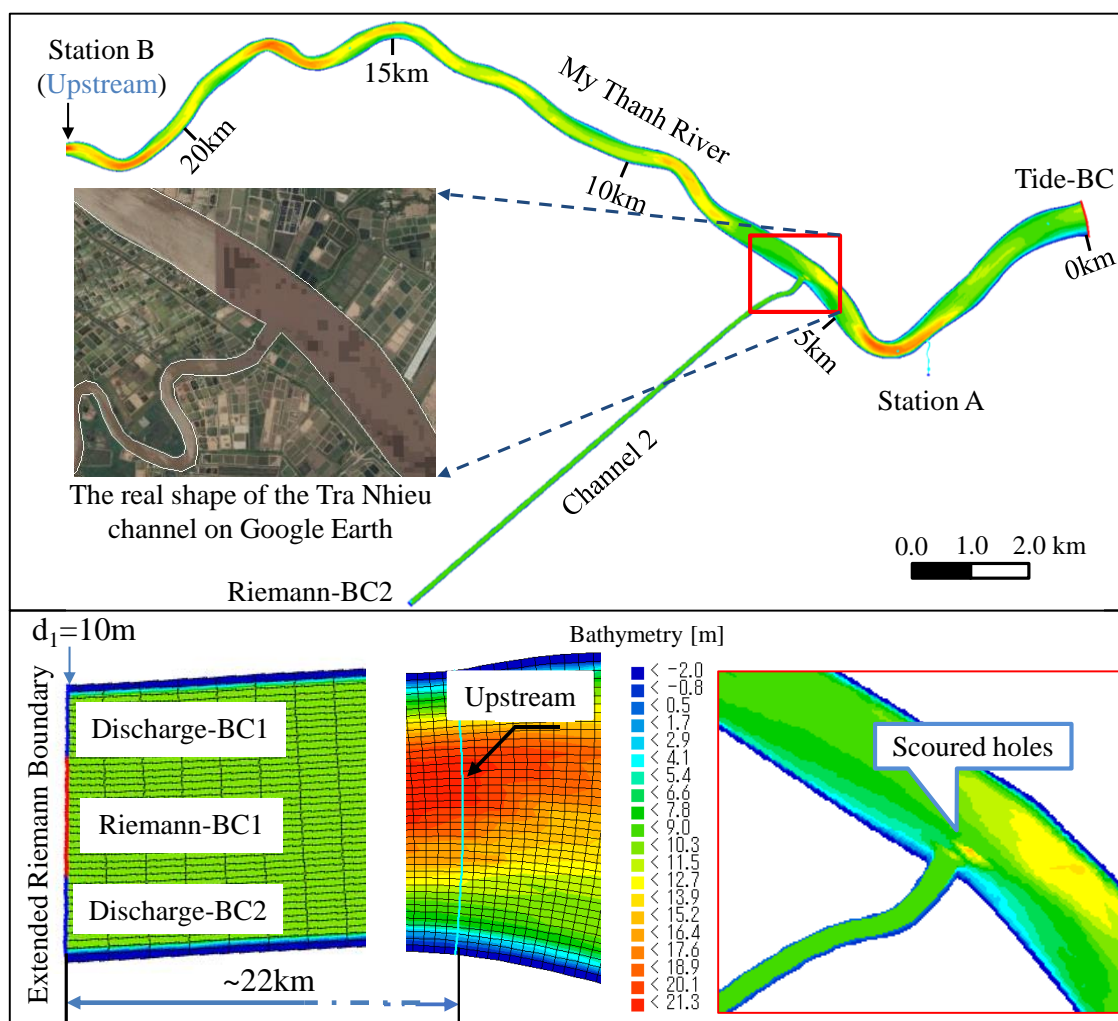 Station B
(Upstream)
15km
20km
My Thanh River
10km
Tide-BC
0km
5km
Station A
The real shape of the Tra Nhieu
channel on Google Earth
Channel 2
Riemann-BC2
0.0 1.0 2.0 km
d₁=10m
Extended Riemann Boundary
Discharge-BC1
Riemann-BC1
Discharge-BC2
~22km
Upstream
Bathymetry [m]
< -2.0
< -0.8
< 0.5
< 1.7
< 2.9
< 4.1
< 5.4
< 6.6
< 7.8
< 9.0
< 10.3
< 11.5
< 12.7
< 13.9
< 15.2
< 16.4
< 17.6
< 18.9
< 20.1
< 21.3
Scoured holes